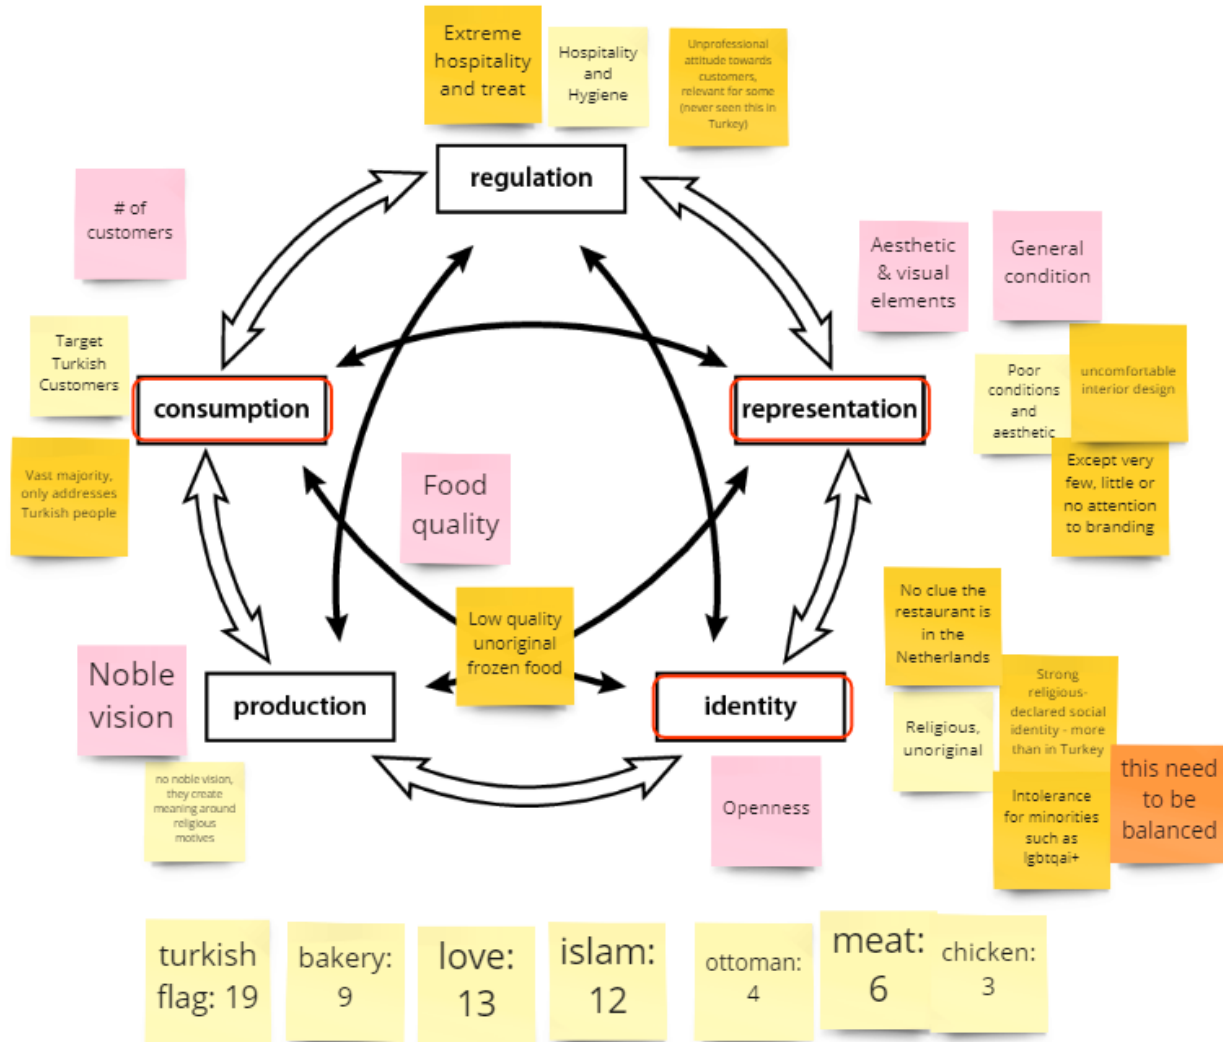 Extreme
hospitality
and treat
Hospitality
and
Hygiene
Unprofessional
attitude towards
customers,
relevant for some
(never seen this in
Turkey)
regulation
# of
customers
Aesthetic
& visual
elements
General
condition
Target
Turkish
Customers
consumption
representation
Poor
conditions
and
aesthetic
uncomfortable
interior design
Vast majority,
only addresses
Turkish people
Food
quality
Except very
few, little or
no attention
to branding
Low quality
unoriginal
frozen food
No clue the
restaurant is
in the
Netherlands
Noble
vision
production
identity
Religious,
unoriginal
Strong
religious-
declared social
identity - more
than in Turkey
no noble vision,
they create
meaning around
religious
motives
Openness
Intolerance
for minorities
such as
lgbtqai+
this need
to be
balanced
turkish
flag: 19
bakery:
9
love:
13
islam:
12
ottoman:
4
meat:
6
chicken:
3